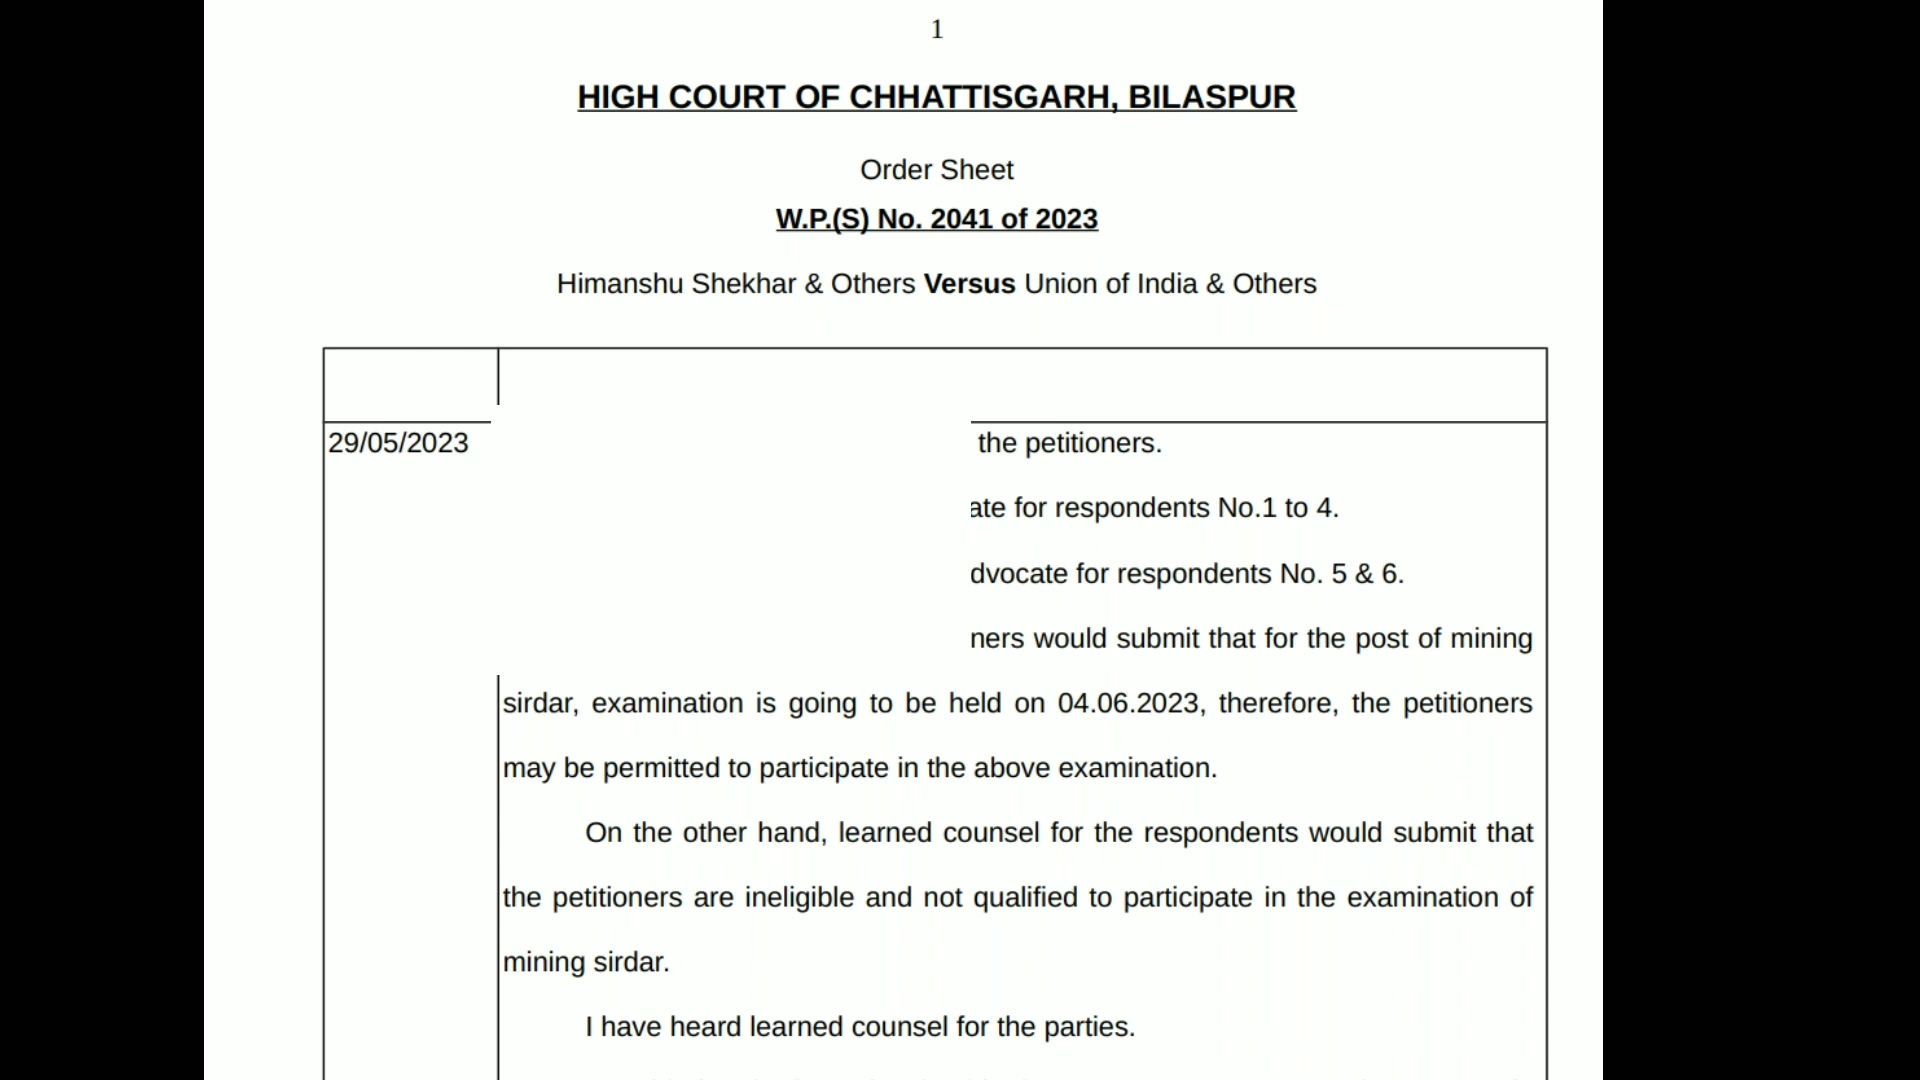 1
HIGH COURT OF CHHATTISGARH, BILASPUR
Order Sheet
W.P.(S) No. 2041 of 2023
Himanshu Shekhar & Others Versus Union of India & Others
29/05/2023 the petitioners.
for respondents No.1 to 4.
for respondents No. 5 & 6.
would submit that for the post of mining
sirdar, examination is going to be held on 04.06.2023, therefore, the petitioners
may be permitted to participate in the above examination.
On the other hand, learned counsel for the respondents would submit that
the petitioners are ineligible and not qualified to participate in the examination of
mining sirdar.
I have heard learned counsel for the parties.